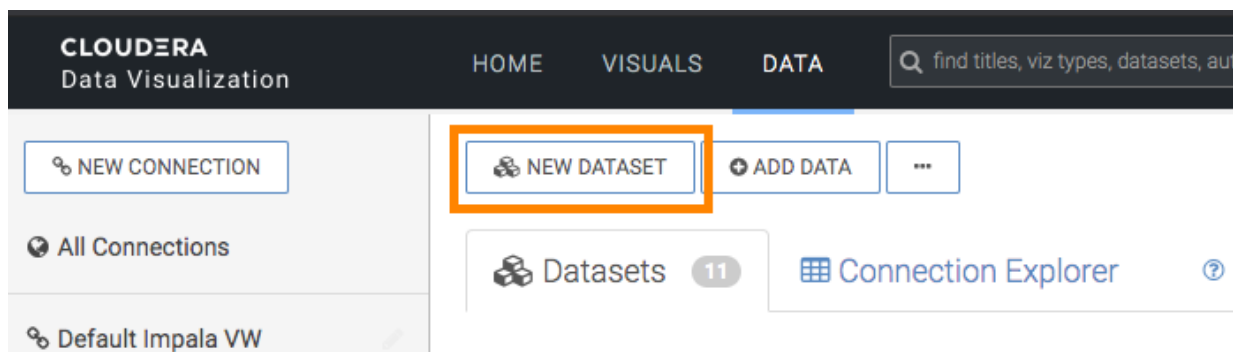 CLOUDERA
Data Visualization
HOME VISUALS DATA
find titles, viz types, datasets, aut
NEW CONNECTION
NEW DATASET
ADD DATA
...
All Connections
Datasets 11
Connection Explorer
?
Default Impala VW